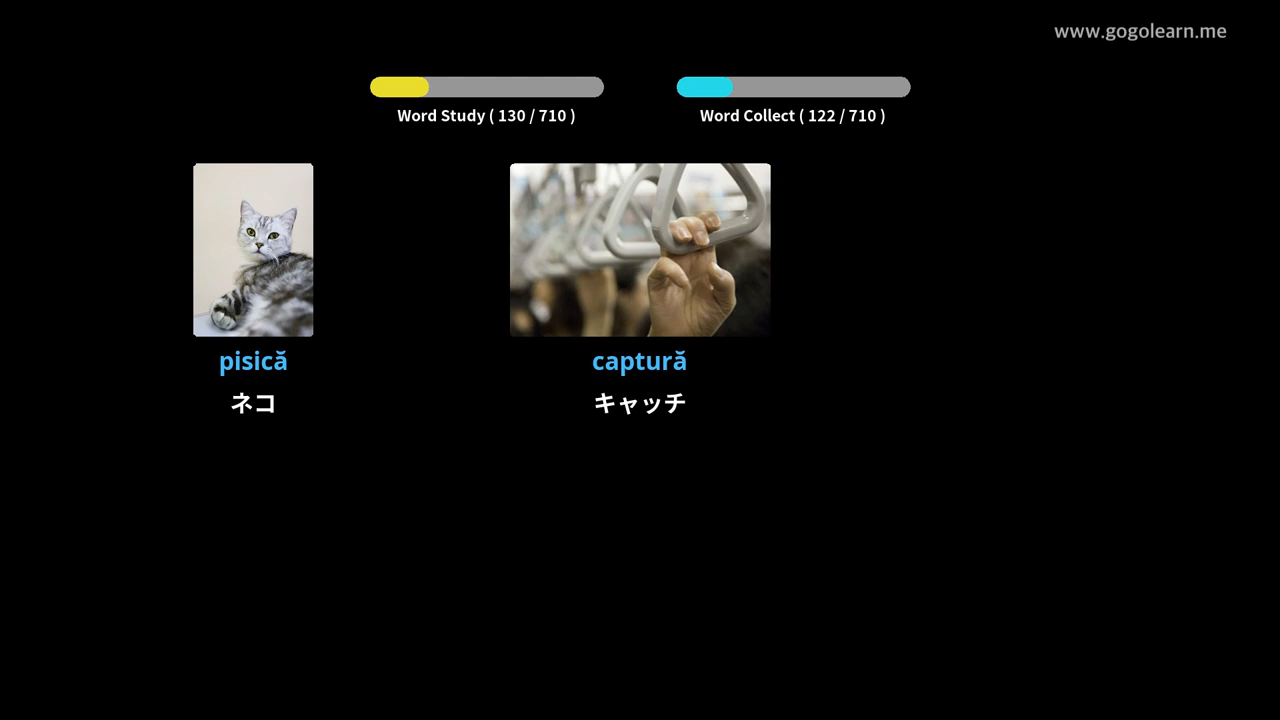 www.gogolearn.me
Word Study ( 130 / 710 )
Word Collect ( 122 / 710 )
pisică
ネコ
captură
キャッチ